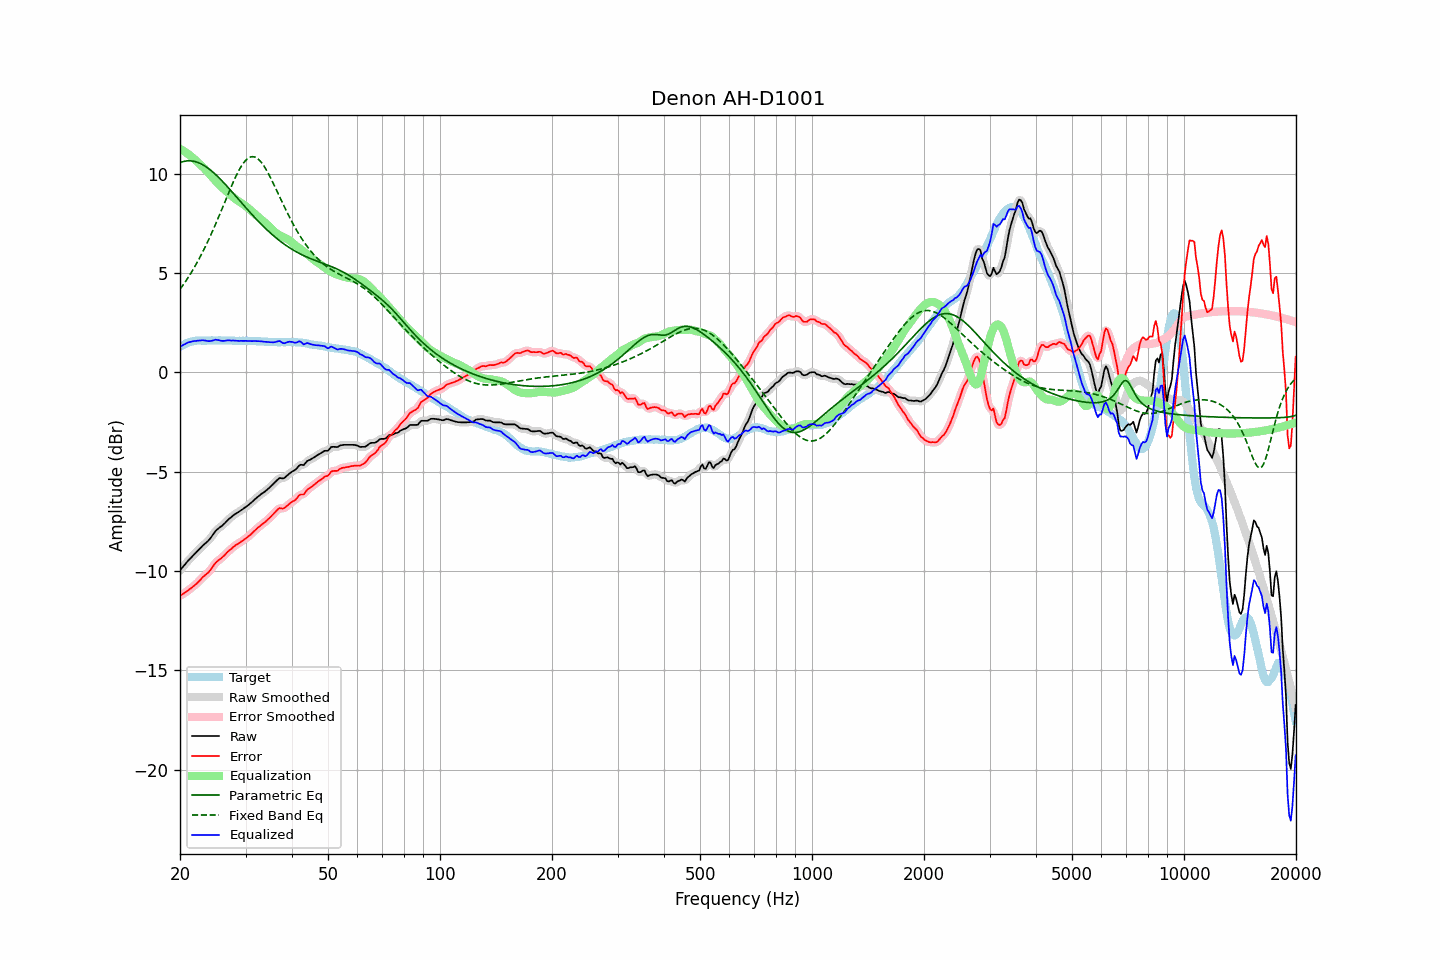 Denon AH-D1001
10
5
0
−5
−10
−15
−20
Amplitude (dBr)
Target
Raw Smoothed
Error Smoothed
Raw
Error
Equalization
Parametric Eq
Fixed Band Eq
Equalized
20 50 100 200 500 1000 2000 5000 10000 20000
Frequency (Hz)